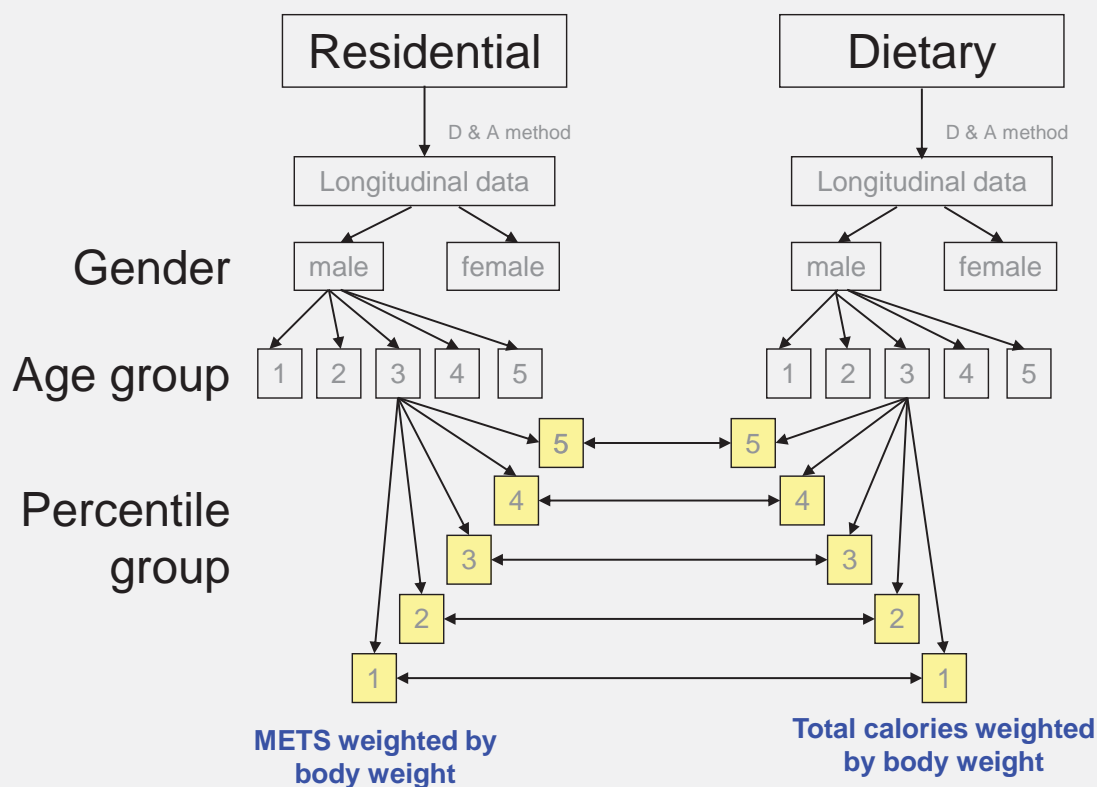 Residential Dietary
D & A method D & A method
Longitudinal data Longitudinal data
Gender male female male female
Age group 1 2 3 4 5 1 2 3 4 5
5 5
4 4
Percentile
group
3 3
2 2
1 1
METS weighted by
body weight
Total calories weighted
by body weight